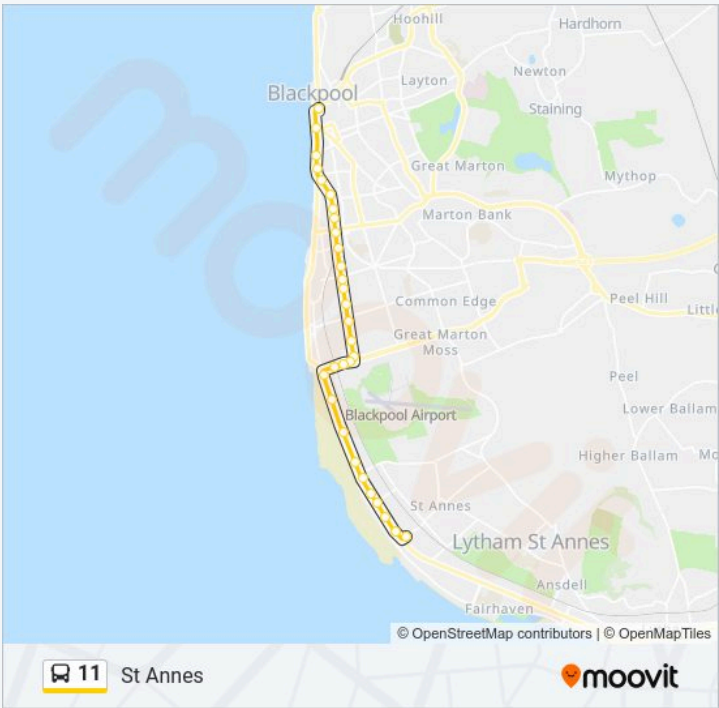 Hoohill
Hardhorn
Layton
Newton
Blackpool
Staining
Great Marton
Mythop
Marton Bank
Common Edge
Peel Hill
Littl
Great Marton
Moss
Peel
Blackpool Airport
Lower Ballam
Higher Ballam
Mo
St Annes
Lytham St Annes
Ansdell
Fairhaven
© OpenStreetMap contributors | © OpenMapTiles
11 St Annes
moovit
moovit